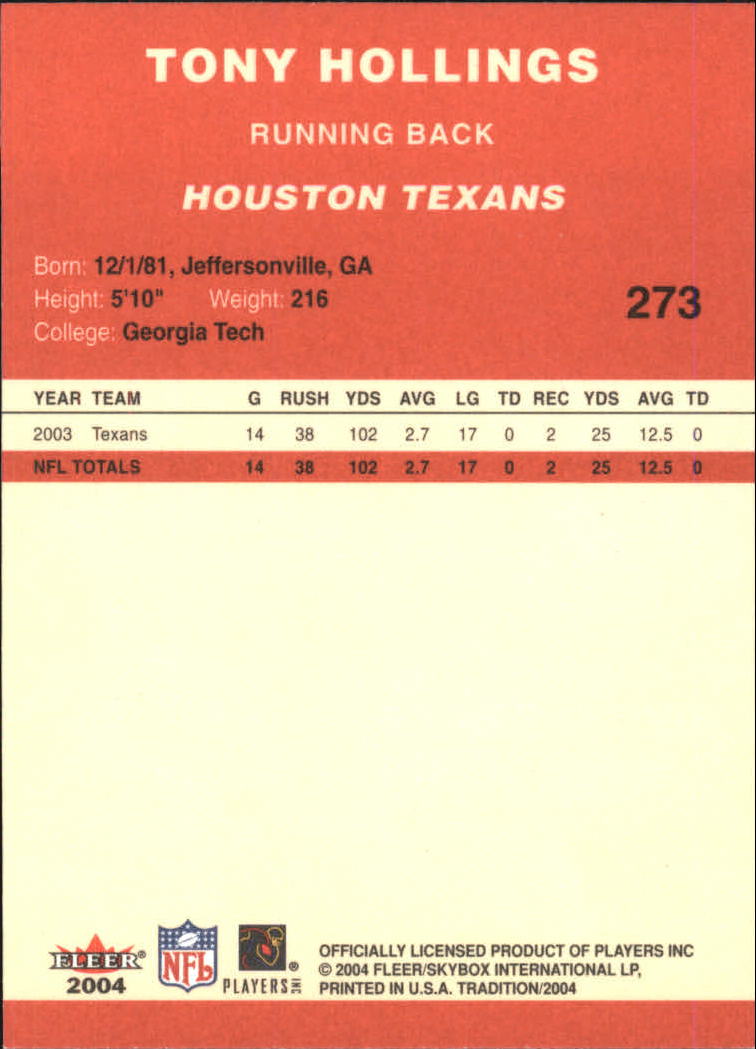 TONY HOLLINGS
RUNNING BACK
HOUSTON TEXANS
Born: 12/1/81, Jeffersonville, GA
Height: 5'10" Weight: 216
College: Georgia Tech
273
YEAR TEAM G RUSH YDS AVG LG TD REC YDS AVG TD
2003 Texans 14 38 102 2.7 17 0 2 25 12.5 0
NFL TOTALS 14 38 102 2.7 17 0 2 25 12.5 0
FLEER®
2004
NFL
PLAYERS INC ®
OFFICIALLY LICENSED PRODUCT OF PLAYERS INC
© 2004 FLEER/SKYBOX INTERNATIONAL LP,
PRINTED IN U.S.A. TRADITION/2004